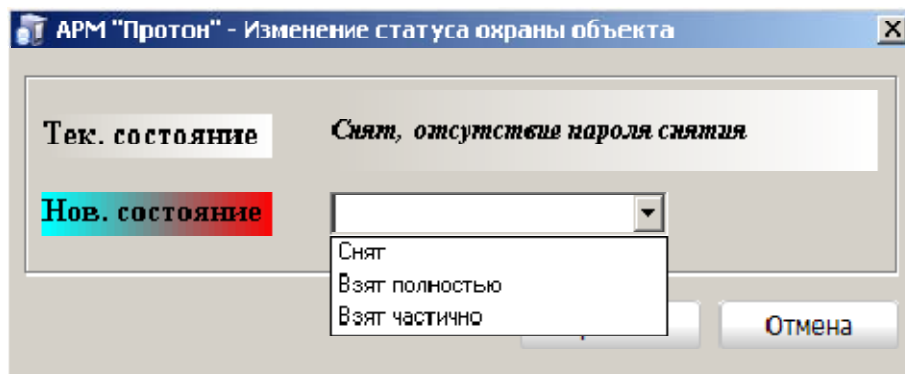 АРМ "Протон" - Изменение статуса охраны объекта
Тек. состояние
Снят, отсутствие пароля снятия
Нов. состояние
Снят
Взят полностью
Взят частично
Отмена